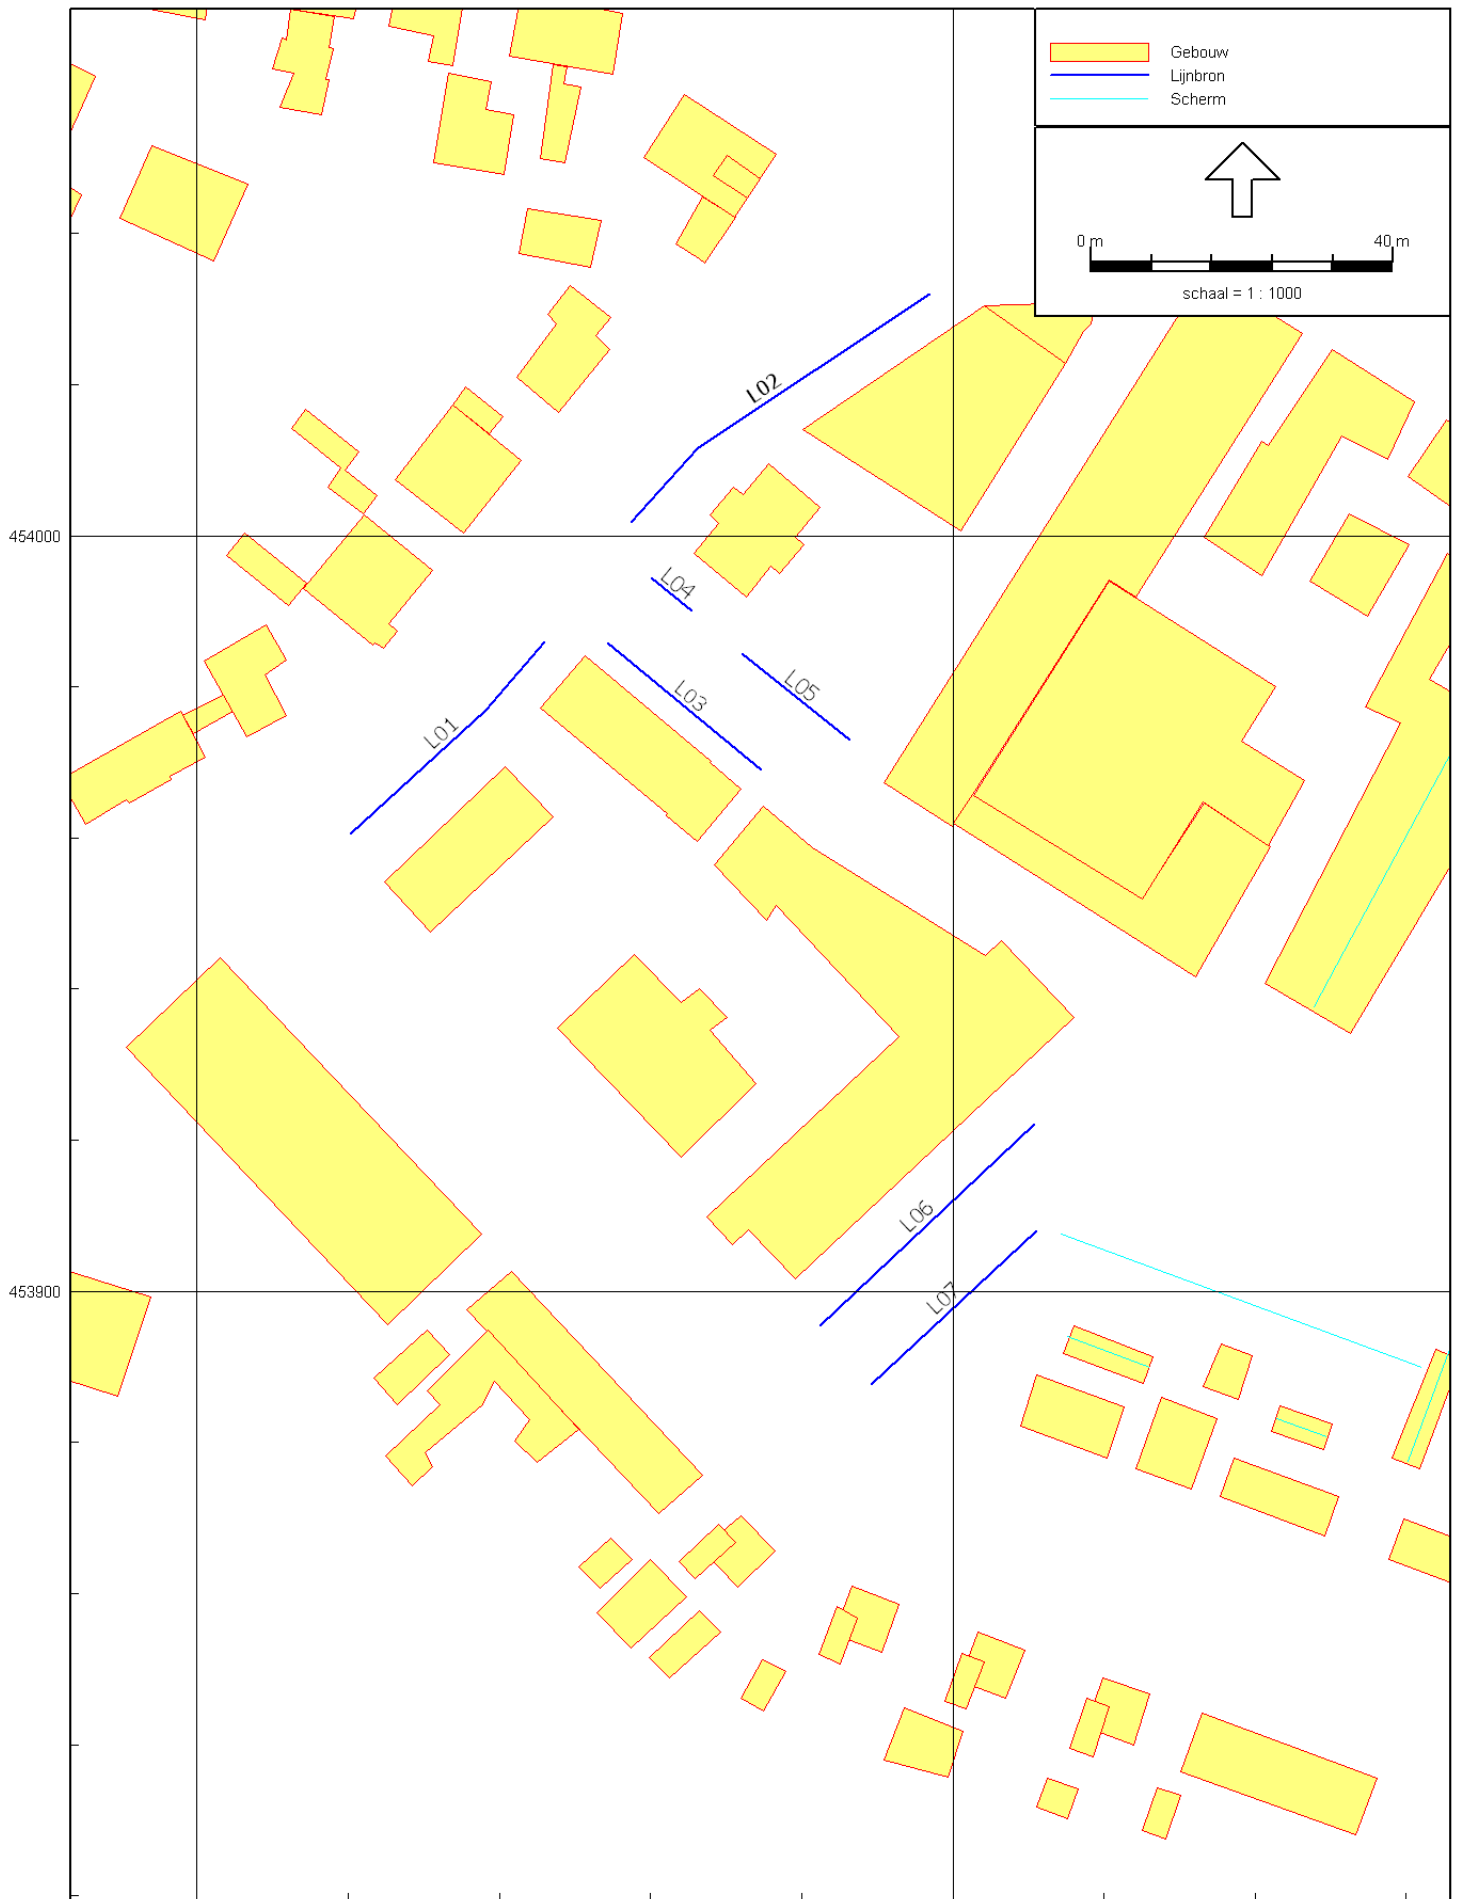 Gebouw
Lijnbron
Scherm
0 m 40 m
schaal = 1 : 1000
L02
454000
L04
L03
L05
L01
L06
L07
453900